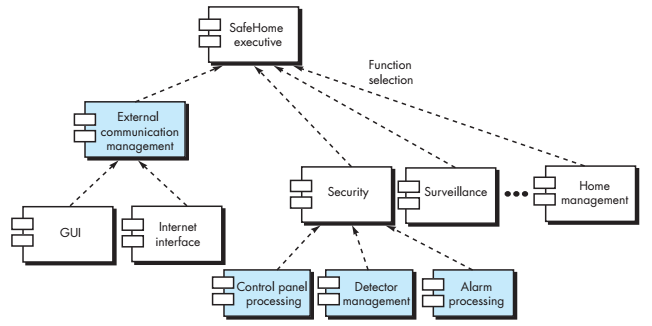 SafeHome
executive
Function
selection
External
communication
management
Security
Surveillance
Home
management
GUI
Internet
interface
Control panel
processing
Detector
management
Alarm
processing